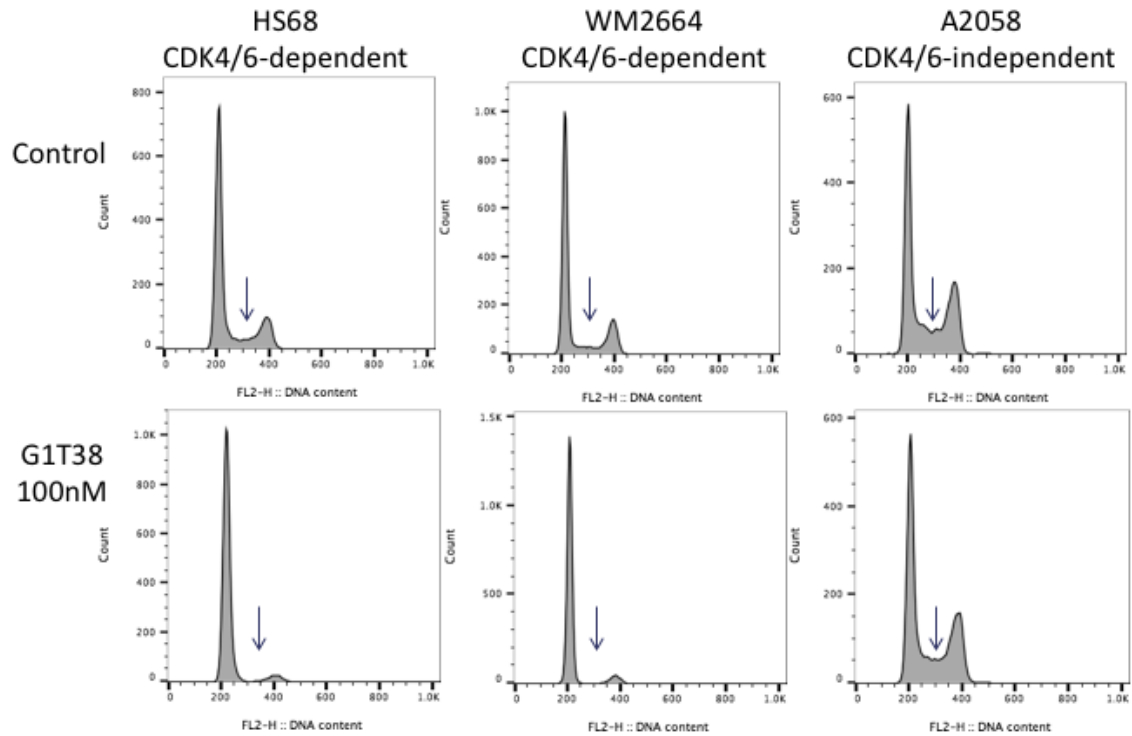 HS68
CDK4/6-dependent
WM2664
CDK4/6-dependent
A2058
CDK4/6-independent
Control
Count
800
600
400
200
0
0 200 400 600 800 1.0K
FL2-H :: DNA content
Count
1.0K
800
600
400
200
0
0 200 400 600 800 1.0K
FL2-H :: DNA content
Count
600
400
200
0
0 200 400 600 800 1.0K
FL2-H :: DNA content
G1T38
100nM
Count
1.0K
800
600
400
200
0
0 200 400 600 800 1.0K
FL2-H :: DNA content
Count
1.5K
1.0K
500
0
0 200 400 600 800 1.0K
FL2-H :: DNA content
Count
600
400
200
0
0 200 400 600 800 1.0K
FL2-H :: DNA content